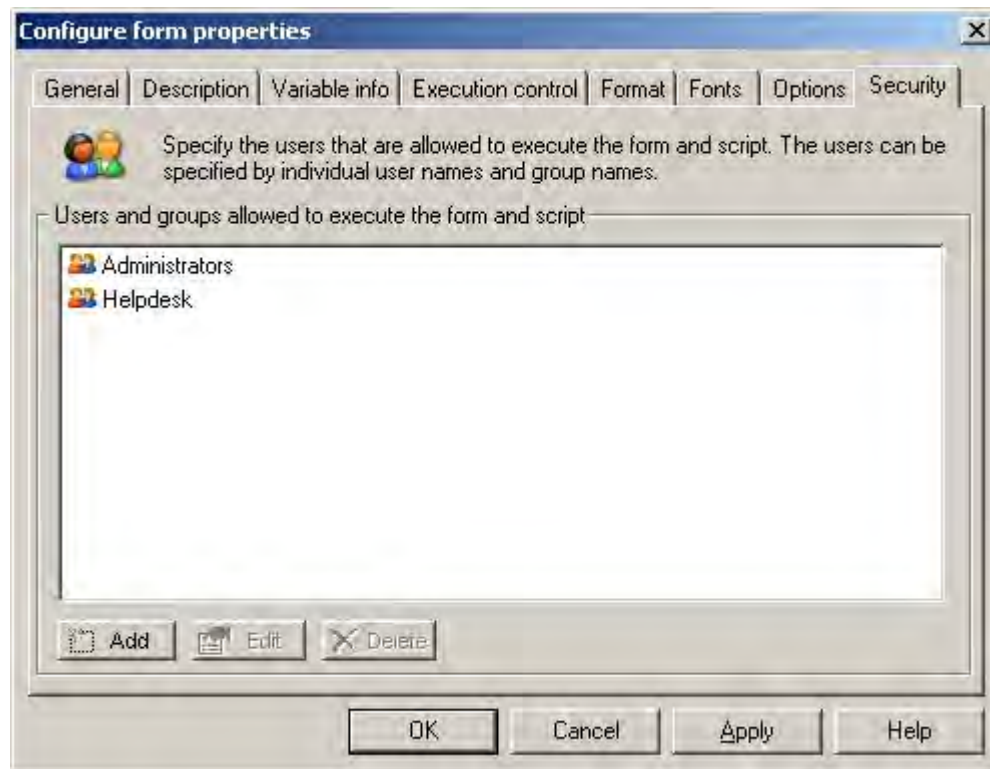 Configure form properties
General Description Variable info Execution control Format Fonts Options Security
Specify the users that are allowed to execute the form and script. The users can be
specified by individual user names and group names.
Users and groups allowed to execute the form and script
Administrators
Helpdesk
Add Edit Delete
OK Cancel Apply Help